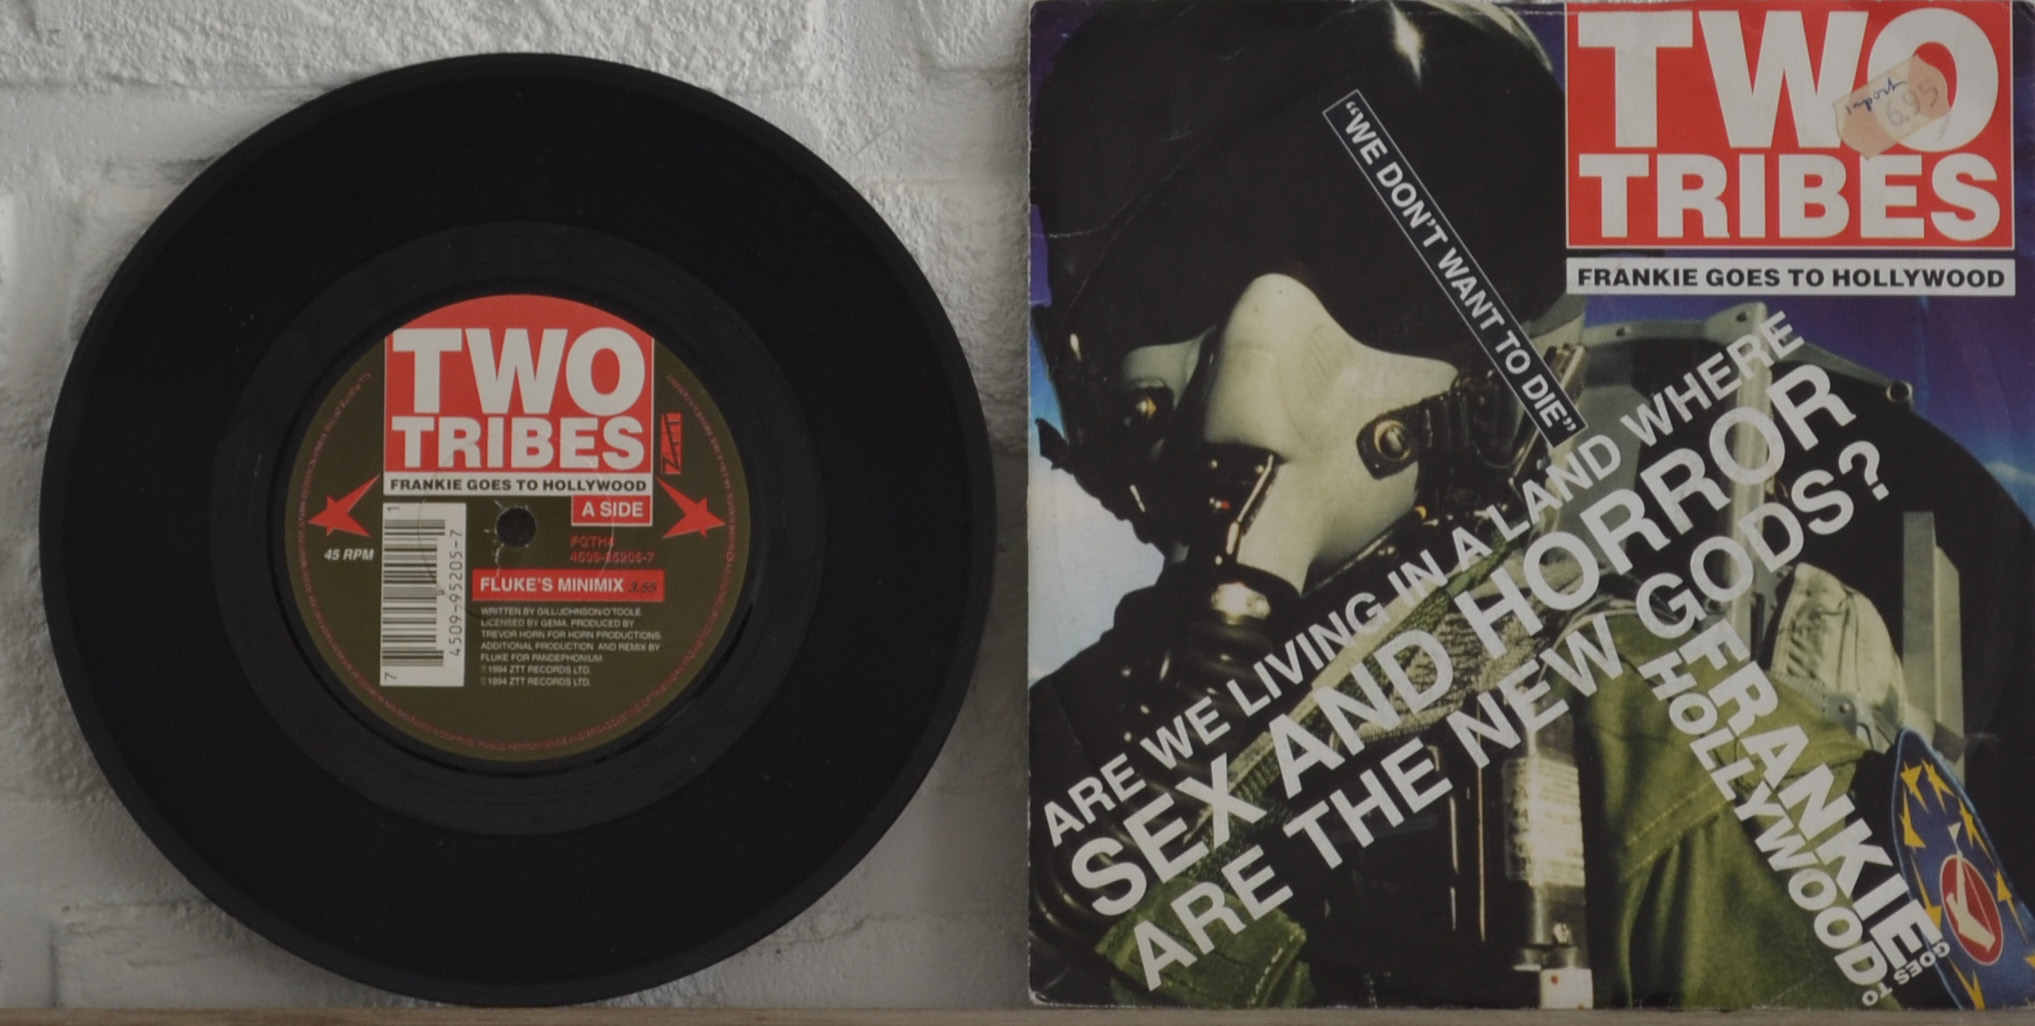 TWO
TRIBES
FRANKIE GOES TO HOLLYWOOD
A SIDE
45 RPM
FGTH4
4509-95205-7
FLUKE'S MINIMIX 3.55
WRITTEN BY GILL/JOHNSON/O'TOOLE.
LICENSED BY GEMA. PRODUCED BY
TREVOR HORN FOR HORN PRODUCTIONS.
ADDITIONAL PRODUCTION AND REMIX BY
FLUKE FOR PANDEPHONIUM.
℗1994 ZTT RECORDS LTD.
©1994 ZTT RECORDS LTD.
1
4509-95205-7
7
9
TWO
TRIBES
import
6.95
FRANKIE GOES TO HOLLYWOOD
"WE DON'T WANT TO DIE"
ARE WE LIVING IN A LAND WHERE
SEX AND HORROR
ARE THE NEW GODS?
FRANKIE
GOES TO
HOLLYWOOD